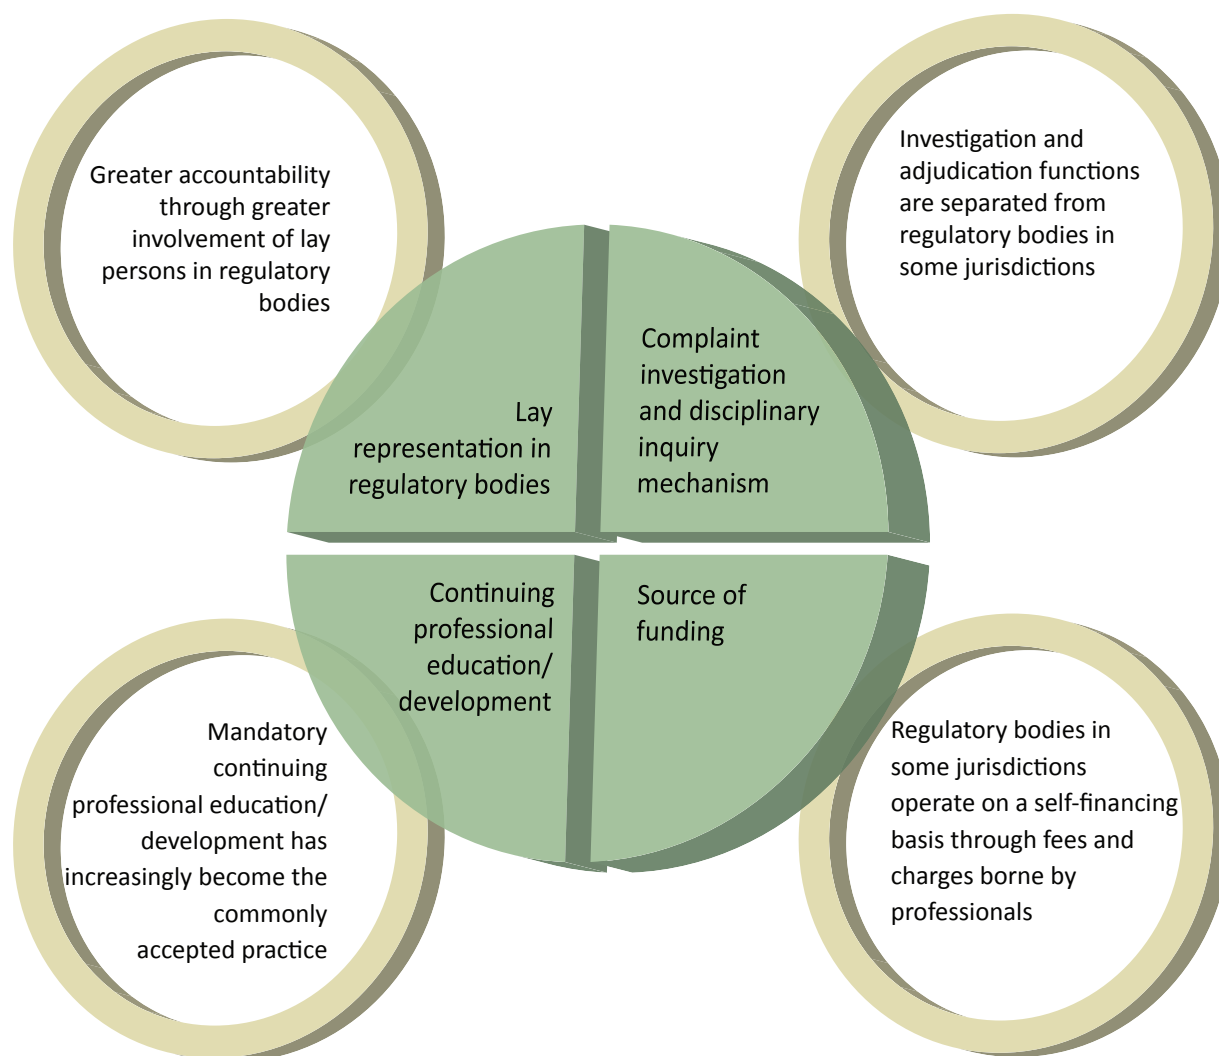 Greater accountability
through greater
involvement of lay
persons in regulatory
bodies
Investigation and
adjudication functions
are separated from
regulatory bodies in
some jurisdictions
Lay
representation in
regulatory bodies
Complaint
investigation
and disciplinary
inquiry
mechanism
Continuing
professional
education/
development
Source of
funding
Mandatory
continuing
professional education/
development has
increasingly become the
commonly
accepted practice
Regulatory bodies in
some jurisdictions
operate on a self-financing
basis through fees and
charges borne by
professionals